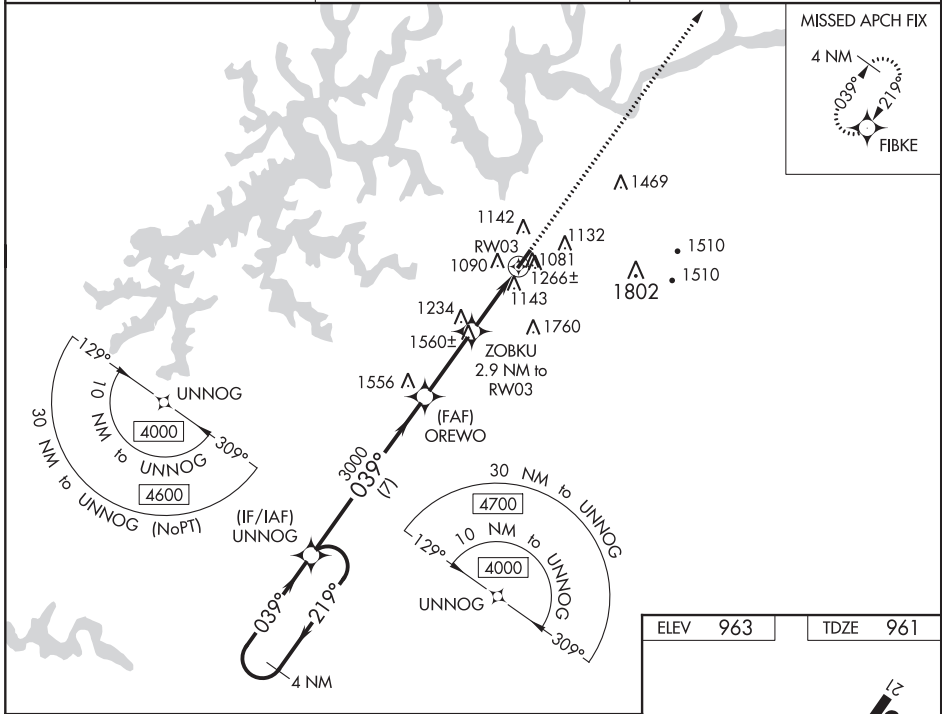 MISSED APCH FIX
4 NM
039°
219°
FIBKE
1469
1142
1132
RW03
1090
1081
1266±
1143
1510
1510
1802
1234
1560±
1760
ZOBKU
2.9 NM to
RW03
1556
(FAF)
OREWO
129°
UNNOG
10 NM to UNNOG
4000
309°
30 NM to UNNOG (NoPT)
4600
3000
039°
(7)
(IF/IAF)
UNNOG
30 NM to UNNOG
4700
129°
10 NM to UNNOG
4000
UNNOG
309°
039°
219°
4 NM
ELEV 963
TDZE 961
21